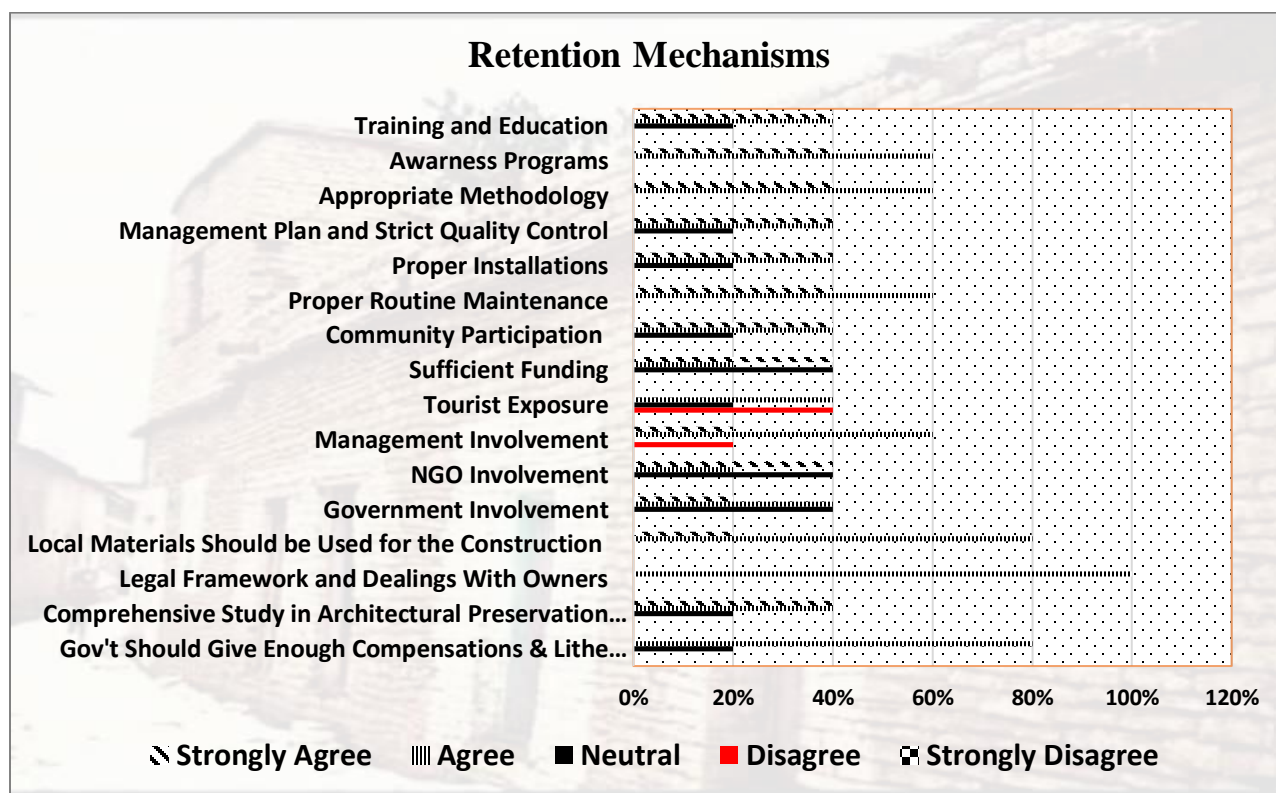 Retention Mechanisms
Training and Education
Awarness Programs
Appropriate Methodology
Management Plan and Strict Quality Control
Proper Installations
Proper Routine Maintenance
Community Participation
Sufficient Funding
Tourist Exposure
Management Involvement
NGO Involvement
Government Involvement
Local Materials Should be Used for the Construction
Legal Framework and Dealings With Owners
Comprehensive Study in Architectural Preservation...
Gov't Should Give Enough Compensations & Lithe...
0% 20% 40% 60% 80% 100% 120%
Strongly Agree Agree Neutral Disagree Strongly Disagree